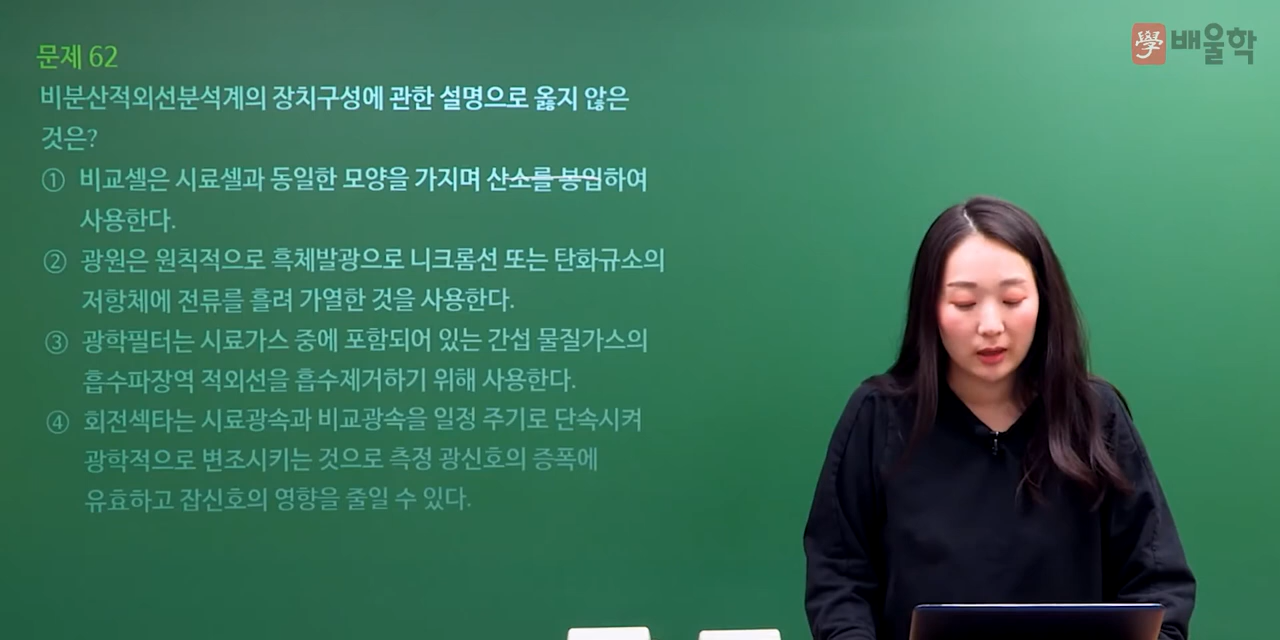 學 배울학
문제 62
비분산적외선분석계의 장치구성에 관한 설명으로 옳지 않은
것은?
① 비교셀은 시료셀과 동일한 모양을 가지며 산소를 봉입하여
사용한다.
② 광원은 원칙적으로 흑체발광으로 니크롬선 또는 탄화규소의
저항체에 전류를 흘려 가열한 것을 사용한다.
③ 광학필터는 시료가스 중에 포함되어 있는 간섭 물질가스의
흡수파장역 적외선을 흡수제거하기 위해 사용한다.
④ 회전섹타는 시료광속과 비교광속을 일정 주기로 단속시켜
광학적으로 변조시키는 것으로 측정 광신호의 증폭에
유효하고 잡신호의 영향을 줄일 수 있다.